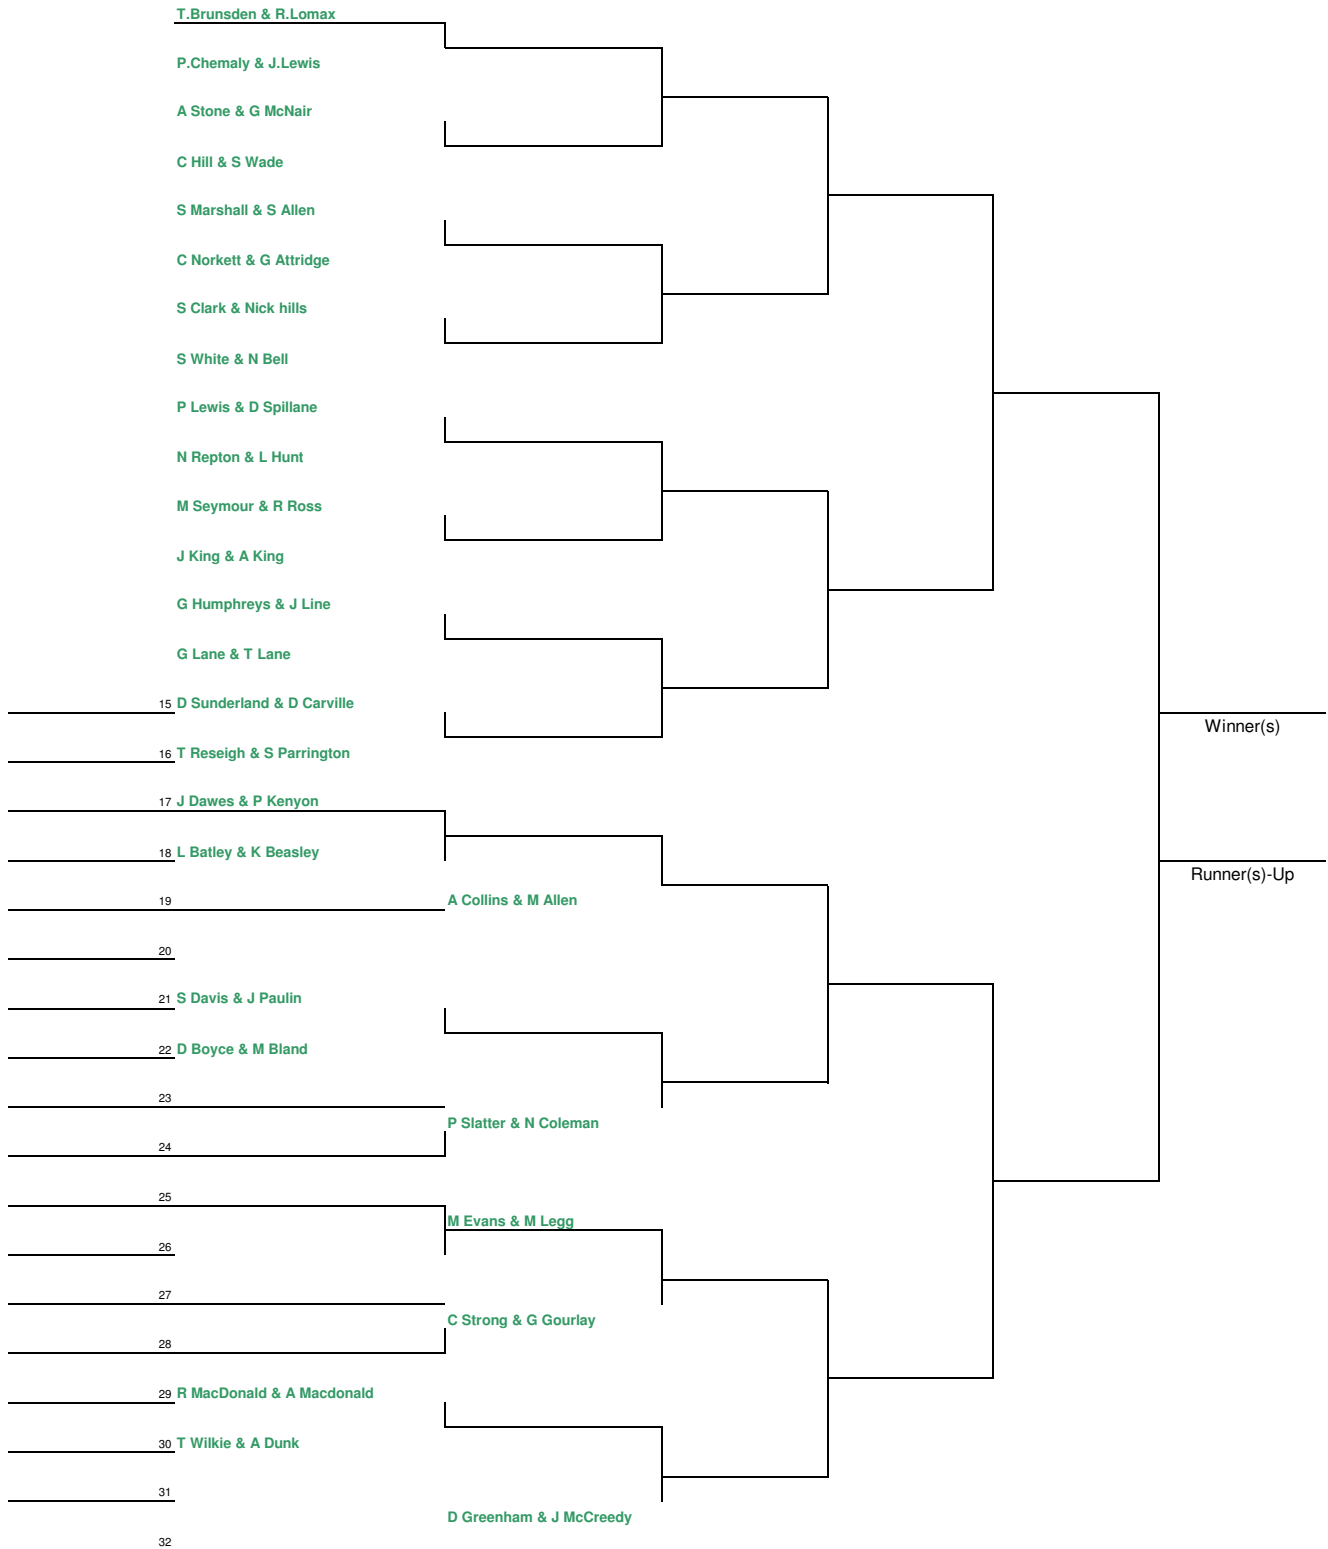 T.Brunsden & R.Lomax
P.Chemaly & J.Lewis
A Stone & G McNair
C Hill & S Wade
S Marshall & S Allen
C Norkett & G Attridge
S Clark & Nick hills
S White & N Bell
P Lewis & D Spillane
N Repton & L Hunt
M Seymour & R Ross
J King & A King
G Humphreys & J Line
G Lane & T Lane
15 D Sunderland & D Carville
Winner(s)
16 T Reseigh & S Parrington
17 J Dawes & P Kenyon
18 L Batley & K Beasley
Runner(s)-Up
19 A Collins & M Allen
20
21 S Davis & J Paulin
22 D Boyce & M Bland
23
P Slatter & N Coleman
24
25
M Evans & M Legg
26
27
C Strong & G Gourlay
28
29 R MacDonald & A Macdonald
30 T Wilkie & A Dunk
31
D Greenham & J McCreedy
32